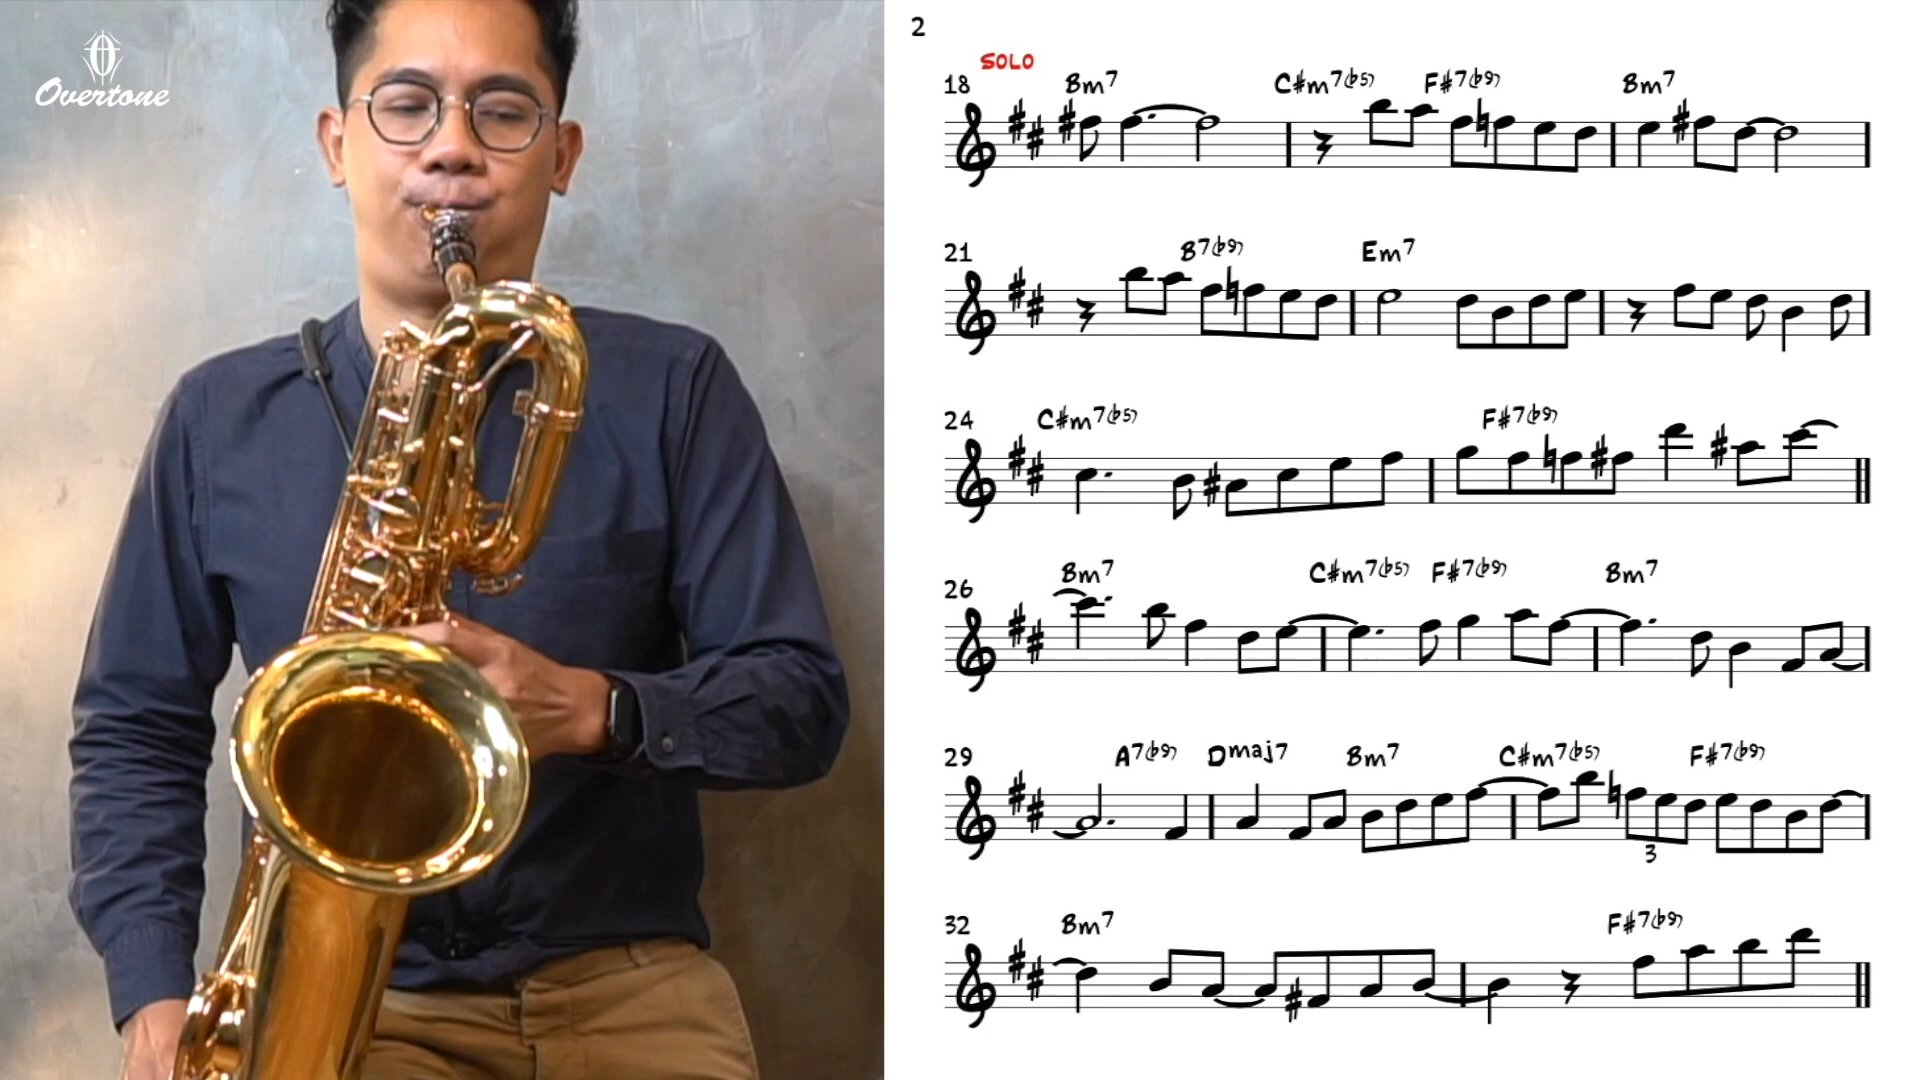 Overtone
2
SOLO
18 Bm7 C#m7(b5) F#7(b9) Bm7
21 B7(b9) Em7
24 C#m7(b5) F#7(b9)
26 Bm7 C#m7(b5) F#7(b9) Bm7
29 A7(b9) Dmaj7 Bm7 C#m7(b5) F#7(b9)
3
32 Bm7 F#7(b9)